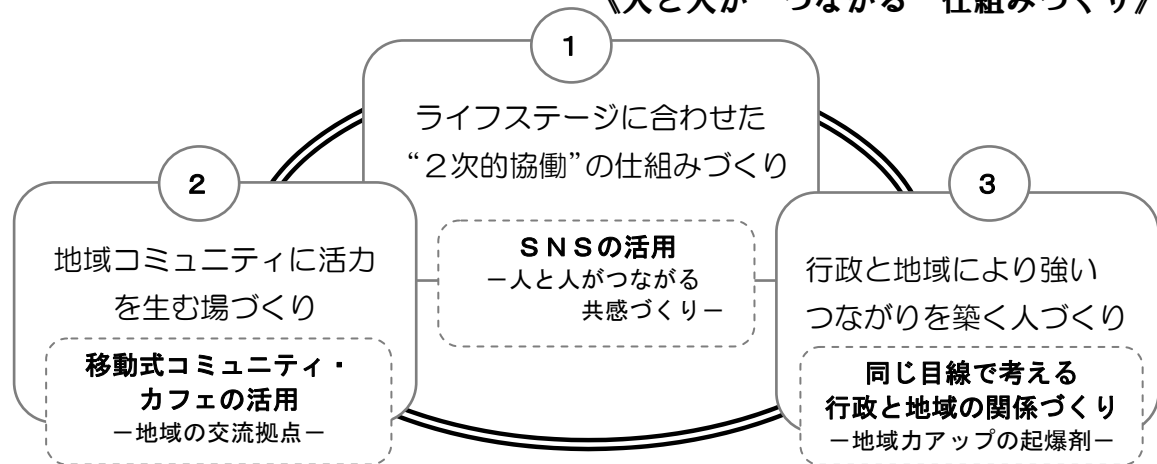 《人と人が“つながる”仕組みづくり》
1
ライフステージに合わせた
“２次的協働”の仕組みづくり
ＳＮＳの活用
－人と人がつながる
共感づくり－
2
地域コミュニティに活力
を生む場づくり
移動式コミュニティ・
カフェの活用
－地域の交流拠点－
3
行政と地域により強い
つながりを築く人づくり
同じ目線で考える
行政と地域の関係づくり
－地域力アップの起爆剤－